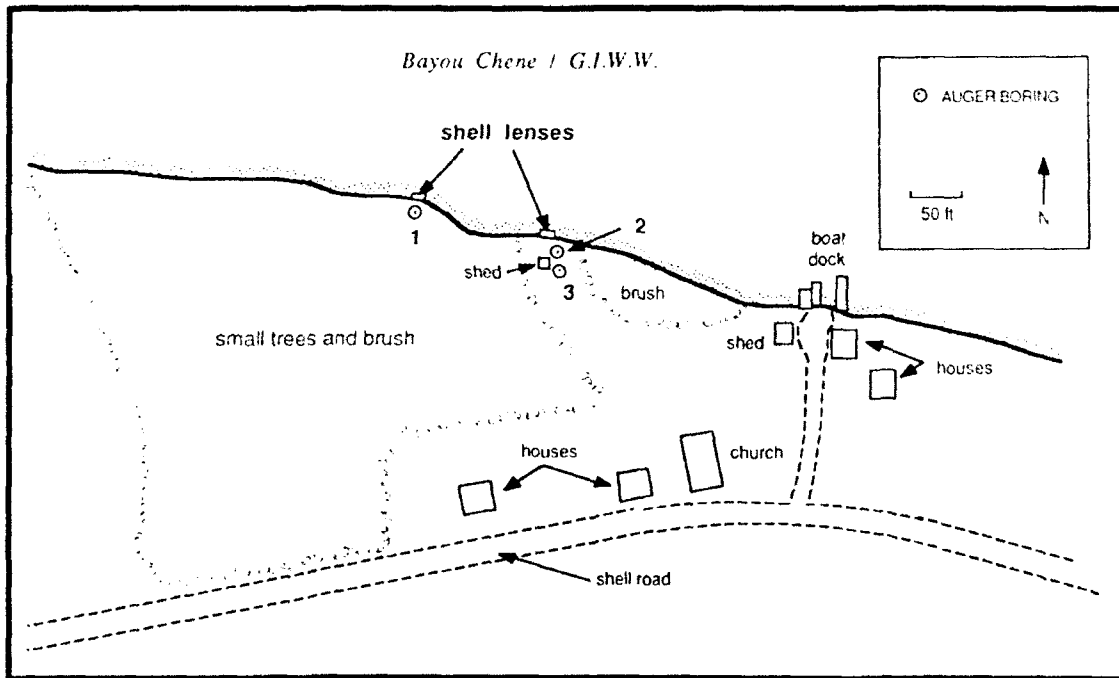 Bayou Chene / G.I.W.W.
AUGER BORING
50 ft
N
shell lenses
1
2
shed
3
brush
boat
dock
shed
houses
small trees and brush
houses
church
shell road